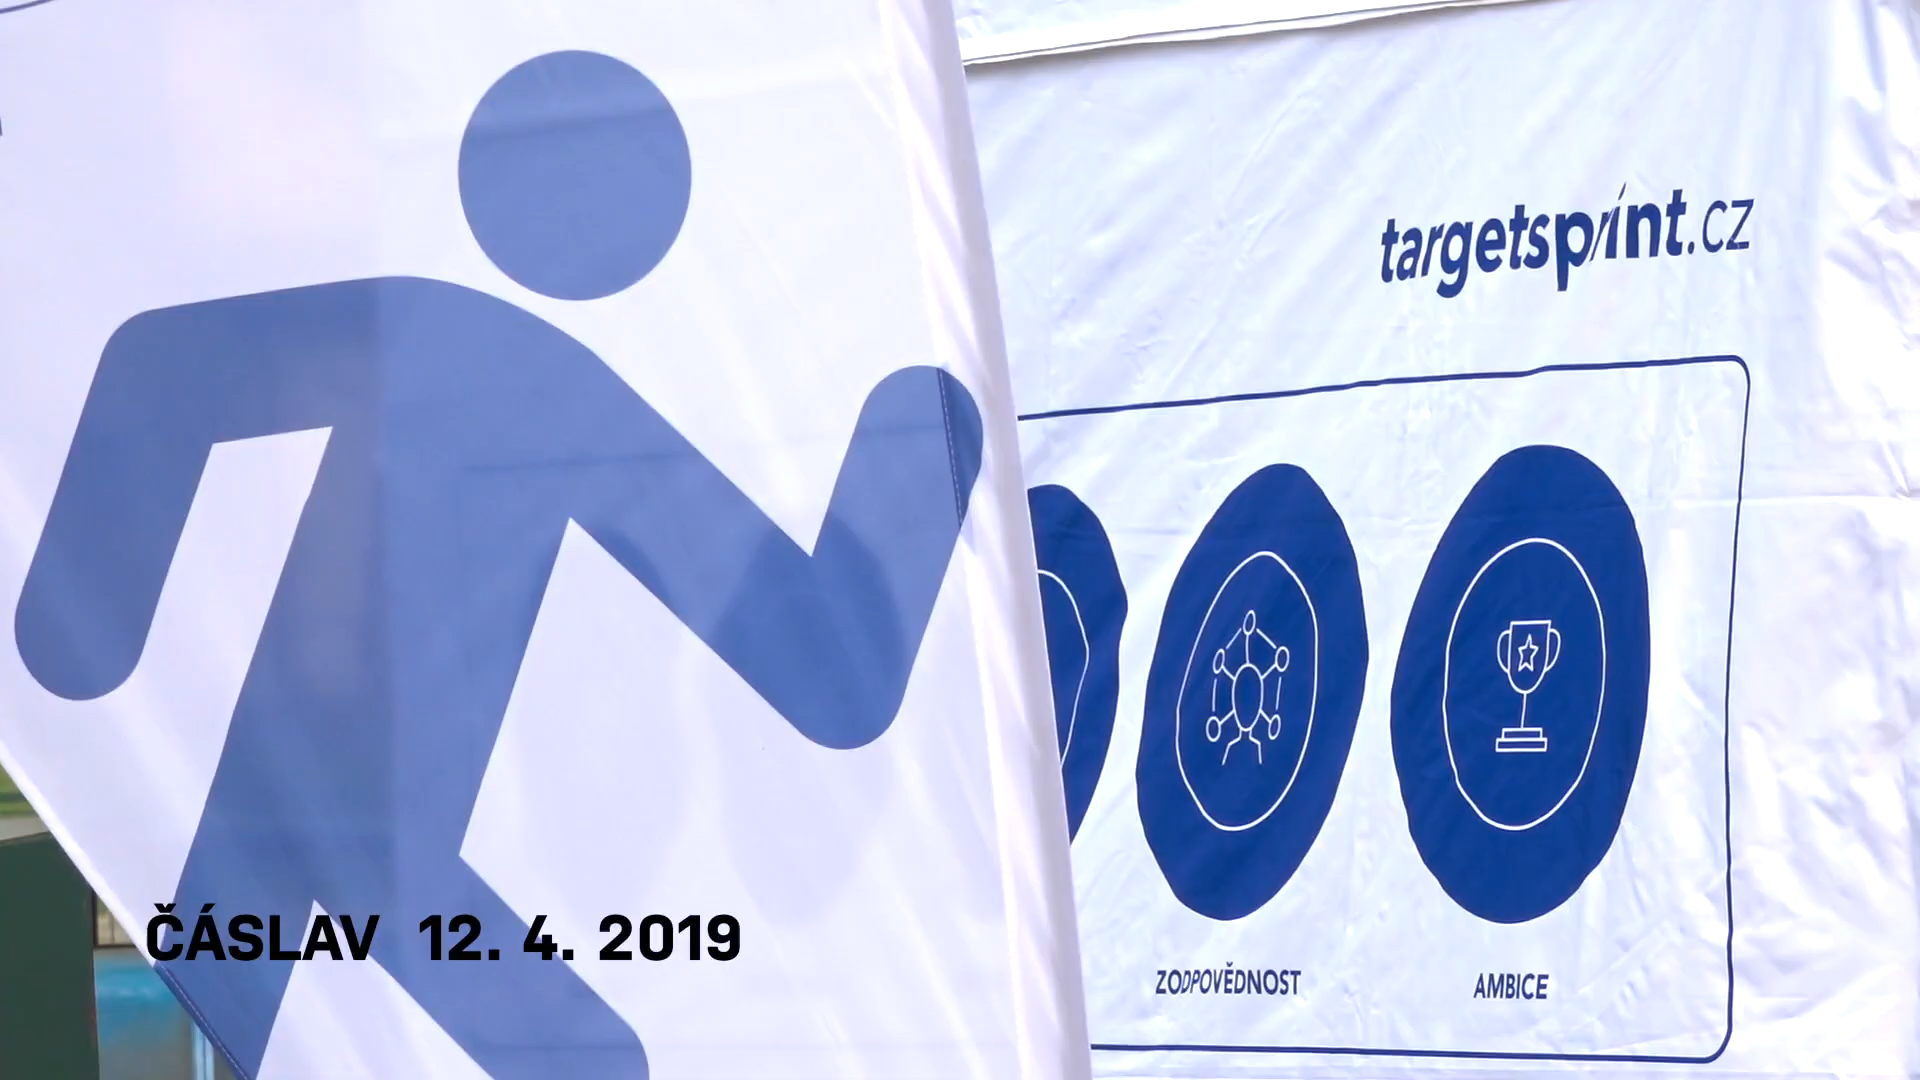 targetsprint.cz
ZODPOVĚDNOST
AMBICE
ČÁSLAV 12. 4. 2019